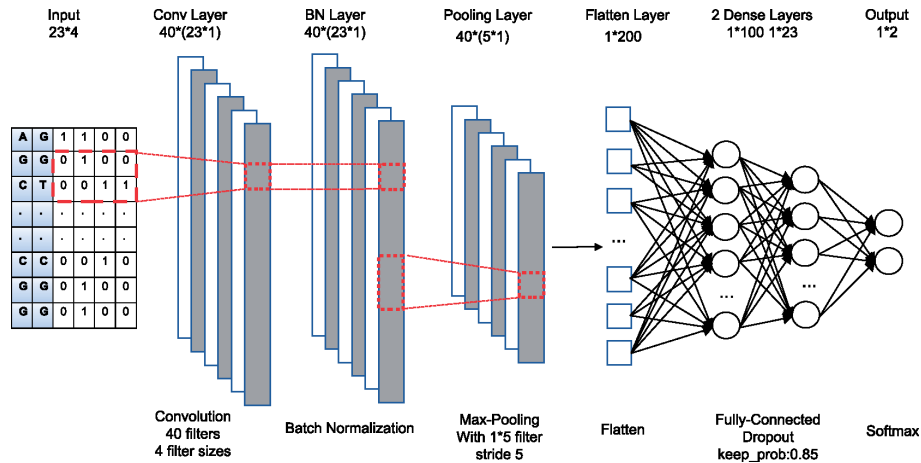 Input
23*4
Conv Layer
40*(23*1)
BN Layer
40*(23*1)
Pooling Layer
40*(5*1)
Flatten Layer
1*200
2 Dense Layers
1*100 1*23
Output
1*2
A G 1 1 0 0
G G 0 1 0 0
C T 0 0 1 1
. . . . . .
. . . . . .
C C 0 0 1 0
G G 0 1 0 0
G G 0 1 0 0
...
...
...
Convolution
40 filters
4 filter sizes
Batch Normalization
Max-Pooling
With 1*5 filter
stride 5
Flatten
Fully-Connected
Dropout
keep_prob:0.85
Softmax